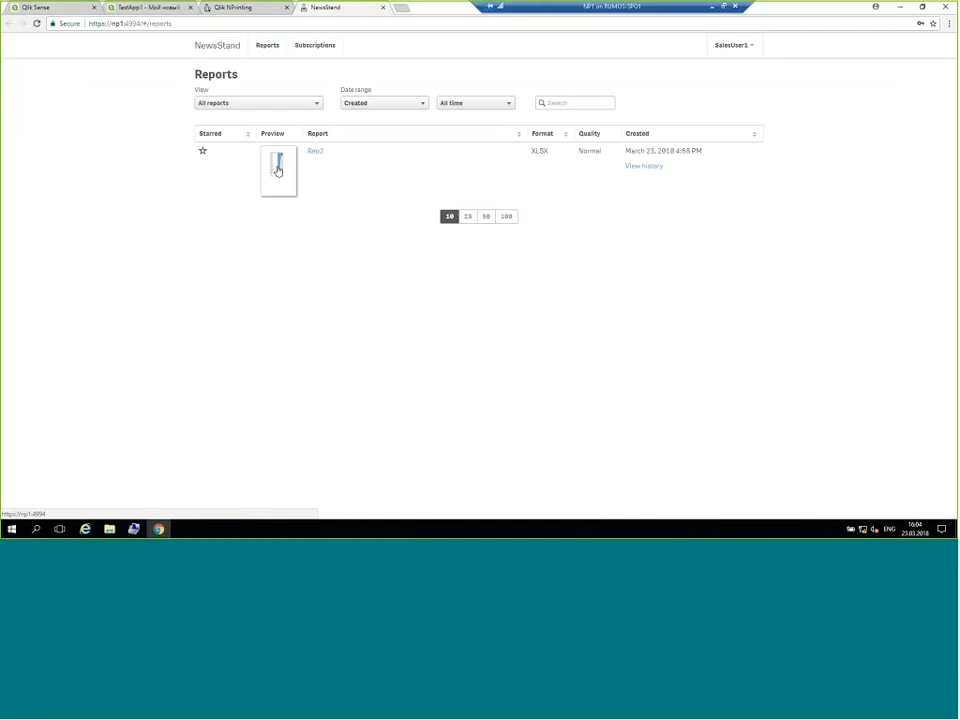 Qlik Sense
TestApp1 - Мой новый
Qlik NPrinting
NewsStand
NP1 on RUMOS-SPO1
Secure
https://np1:4994/#/reports
NewsStand
Reports
Subscriptions
SalesUser1
Reports
View
Date range
All reports
Created
All time
Search
Starred
Preview
Report
Format
Quality
Created
Rep2
XLSX
Normal
March 23, 2018 4:58 PM
View history
10
25
50
100
https://np1:4994
ENG
16:04
23.03.2018